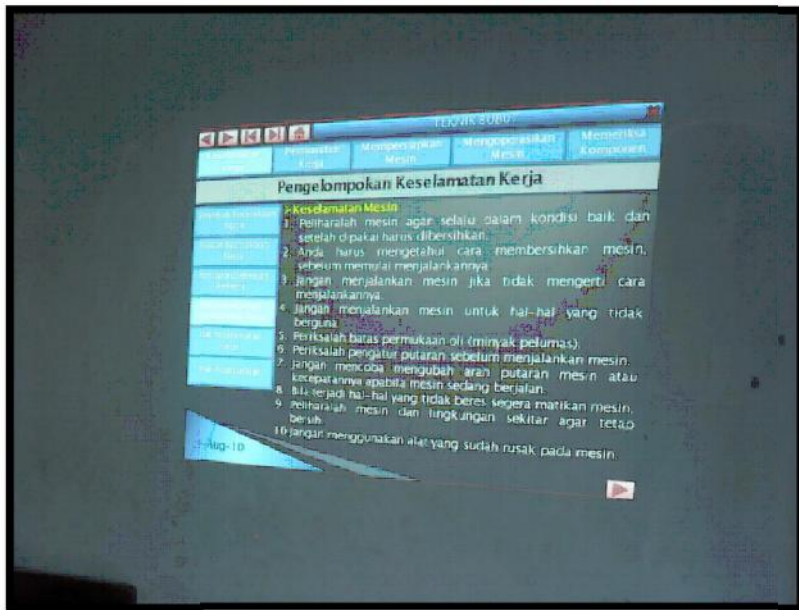 TEKNIK BUBUT
Mempersiapkan
Mesin
Mengoperasikan
Mesin
Memeriksa
Komponen
Pengelompokan Keselamatan Kerja
Keselamatan Mesin
1. Peliharalah mesin agar selalu dalam kondisi baik dan
setelah dipakai harus dibersihkan.
2. Anda harus mengetahui cara membersihkan mesin,
sebelum memulai menjalankannya
3. Jangan menjalankan mesin jika tidak mengerti cara
menjalankannya.
4. Jangan menjalankan mesin untuk hal-hal yang tidak
berguna
5. Periksalah batas permukaan oli (minyak pelumas).
6. Periksalah pengatur putaran sebelum menjalankan mesin.
7. Jangan mencoba mengubah arah putaran mesin atau
kecepatannya apabila mesin sedang berjalan.
8. Bila terjadi hal-hal yang tidak beres segera matikan mesin.
9. Peliharalah mesin dan lingkungan sekitar agar tetap
bersih.
10 Jangan menggunakan alat yang sudah rusak pada mesin.
Aug-10